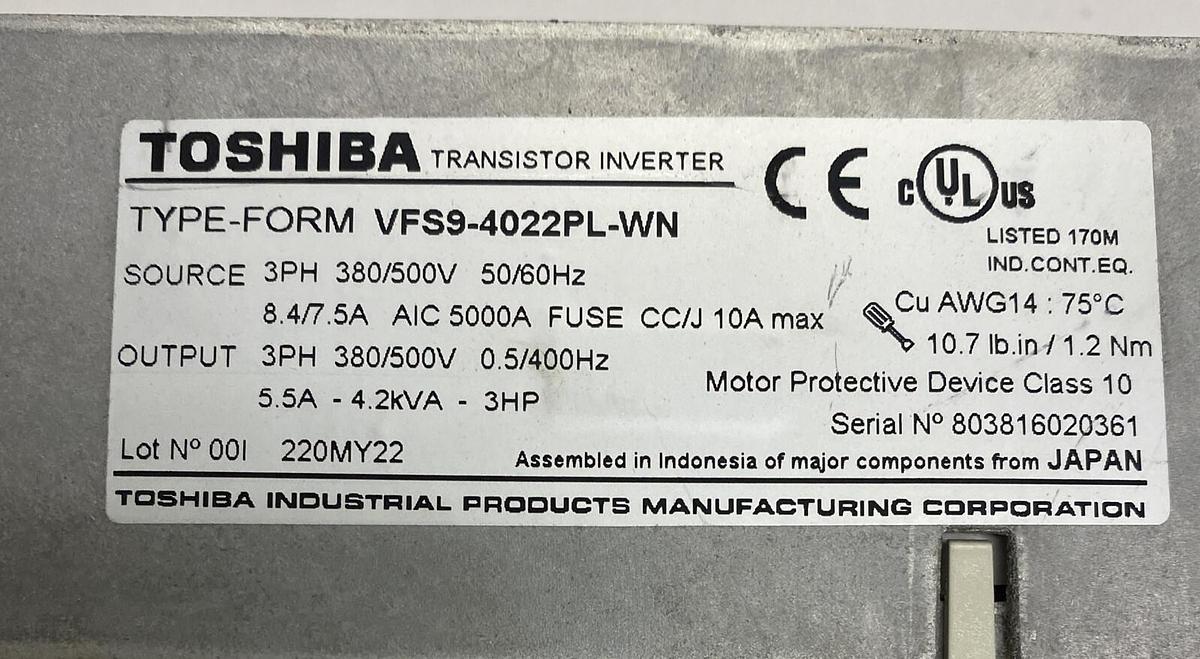 TOSHIBA TRANSISTOR INVERTER
CE
c UL US
TYPE-FORM VFS9-4022PL-WN
LISTED 170M
IND.CONT.EQ.
SOURCE 3PH 380/500V 50/60Hz
8.4/7.5A AIC 5000A FUSE CC/J 10A max
Cu AWG14 : 75°C
10.7 lb.in / 1.2 Nm
OUTPUT 3PH 380/500V 0.5/400Hz
Motor Protective Device Class 10
5.5A - 4.2kVA - 3HP
Serial Nº 803816020361
Lot Nº 00I 220MY22
Assembled in Indonesia of major components from JAPAN
TOSHIBA INDUSTRIAL PRODUCTS MANUFACTURING CORPORATION